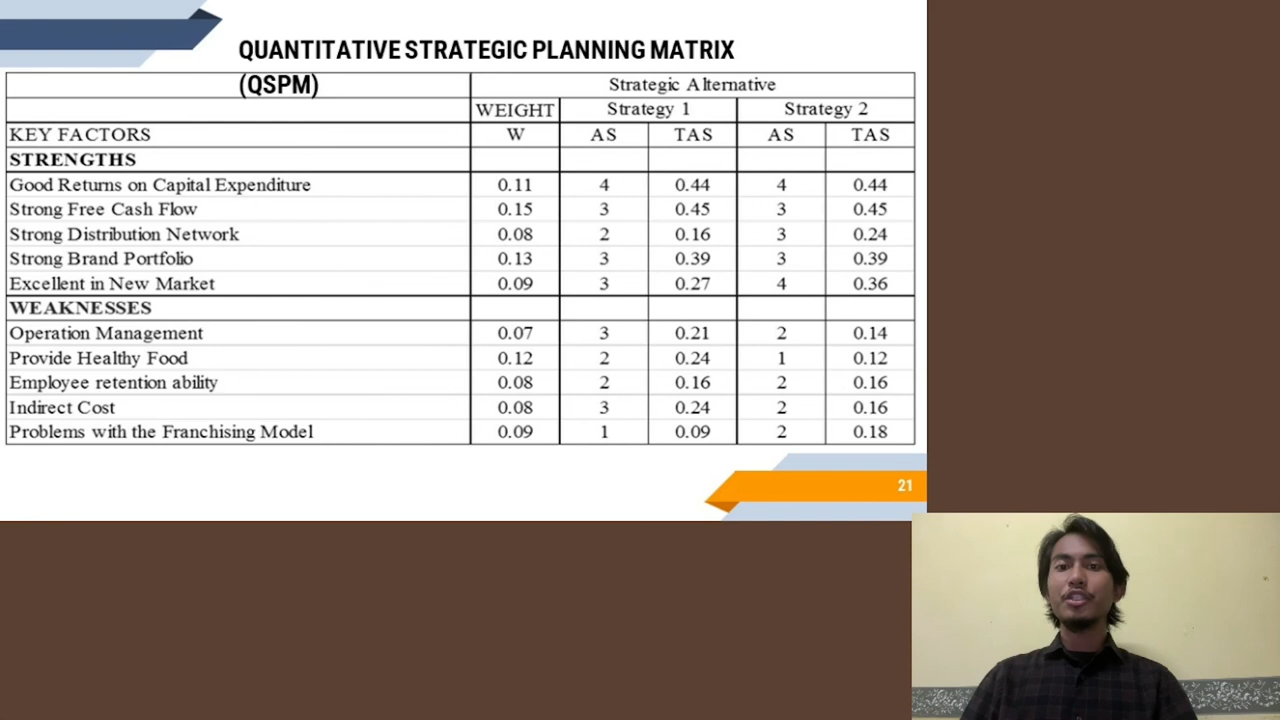 QUANTITATIVE STRATEGIC PLANNING MATRIX
(QSPM)
Strategic Alternative
WEIGHT Strategy 1 Strategy 2
KEY FACTORS W AS TAS AS TAS
STRENGTHS
Good Returns on Capital Expenditure 0.11 4 0.44 4 0.44
Strong Free Cash Flow 0.15 3 0.45 3 0.45
Strong Distribution Network 0.08 2 0.16 3 0.24
Strong Brand Portfolio 0.13 3 0.39 3 0.39
Excellent in New Market 0.09 3 0.27 4 0.36
WEAKNESSES
Operation Management 0.07 3 0.21 2 0.14
Provide Healthy Food 0.12 2 0.24 1 0.12
Employee retention ability 0.08 2 0.16 2 0.16
Indirect Cost 0.08 3 0.24 2 0.16
Problems with the Franchising Model 0.09 1 0.09 2 0.18
21